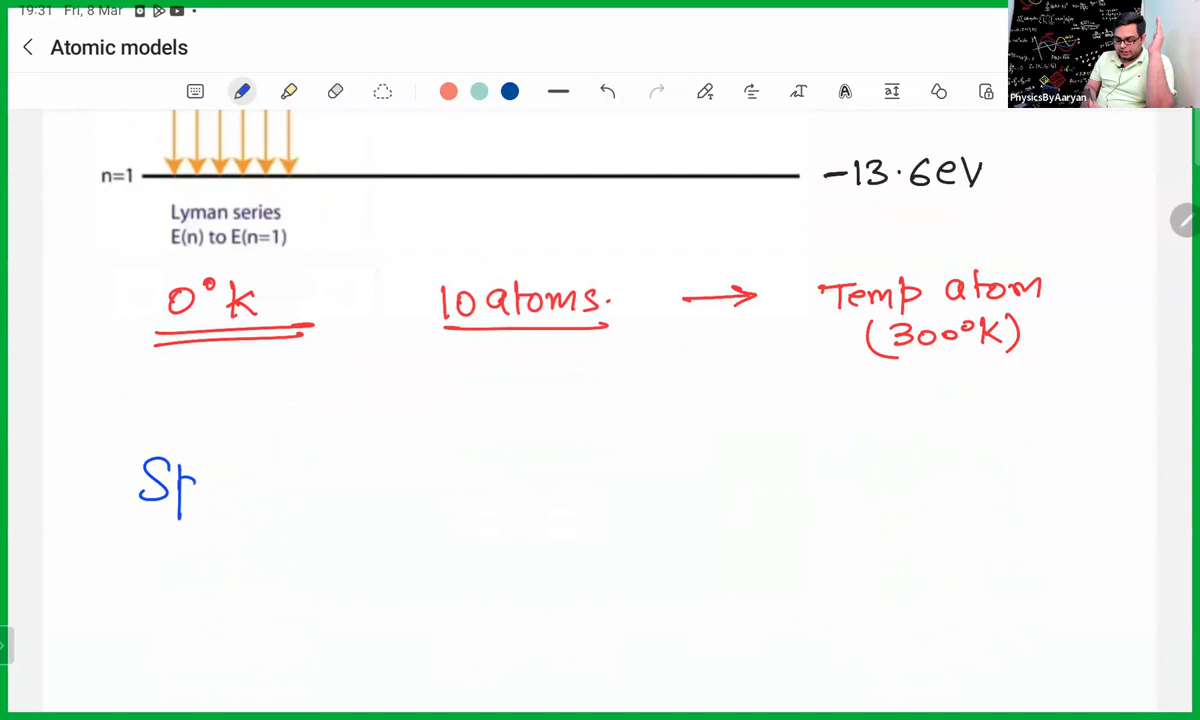 19:31 Fri, 8 Mar
Atomic models
PhysicsByAaryan
n=1
-13.6eV
Lyman series
E(n) to E(n=1)
0°K 10 atoms. → Temp atom
(300°K)
Sp